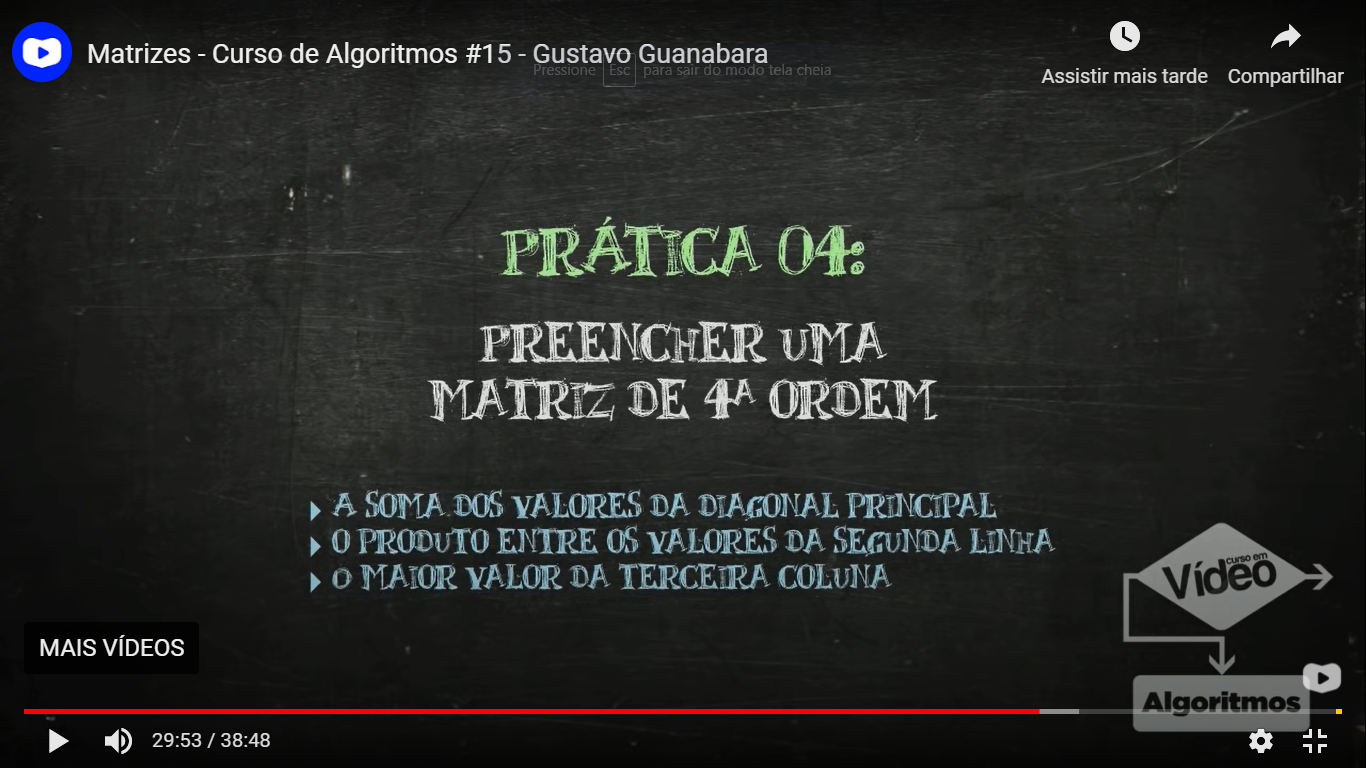 Matrizes - Curso de Algoritmos #15 - Gustavo Guanabara
Pressione Esc para sair do modo tela cheia
Assistir mais tarde
Compartilhar
PRÁTICA 04:
PREENCHER UMA
MATRIZ DE 4ª ORDEM
A SOMA DOS VALORES DA DIAGONAL PRINCIPAL
O PRODUTO ENTRE OS VALORES DA SEGUNDA LINHA
O MAIOR VALOR DA TERCEIRA COLUNA
curso em
Vídeo
MAIS VÍDEOS
Algoritmos
29:53 / 38:48